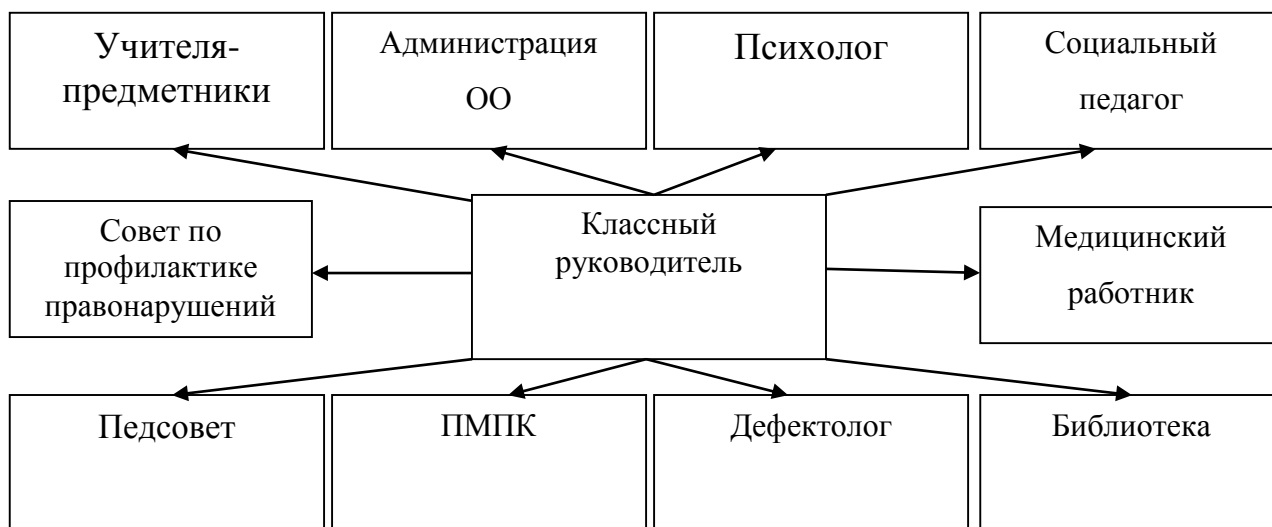 Учителя-
предметники
Администрация
ОО
Психолог
Социальный
педагог
Совет по
профилактике
правонарушений
Классный
руководитель
Медицинский
работник
Педсовет
ПМПК
Дефектолог
Библиотека